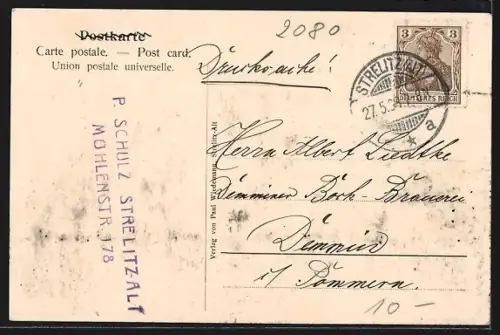 Postkarte
Carte postale. — Post card.
Union postale universelle.
2080
Drucksache!
3 3
DEUTSCHES REICH
STRELITZ (ALT)
27.5.
* a
P. SCHULZ STRELITZ ALT
MÜHLENSTR. 178
Verlag von Paul Wiedemann, Strelitz-Alt
Herrn Albert Liedtke
Demminer Bock-Brauerei
Demmin
i/ Pommern.
10 –